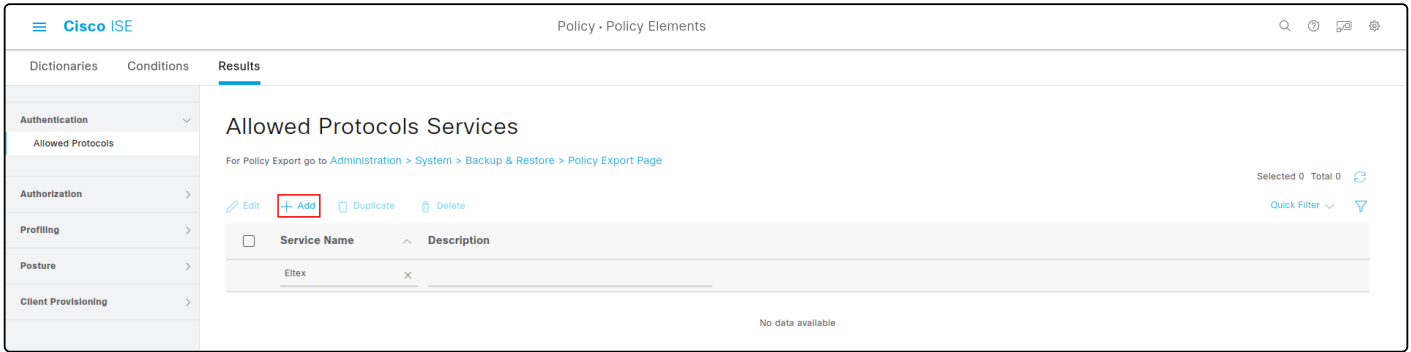 Cisco ISE
Policy · Policy Elements
Dictionaries Conditions Results
Authentication
Allowed Protocols
Authorization
Profiling
Posture
Client Provisioning
Allowed Protocols Services
For Policy Export go to Administration > System > Backup & Restore > Policy Export Page
Selected 0 Total 0
Edit Add Duplicate Delete
Quick Filter
Service Name Description
Eltex
No data available